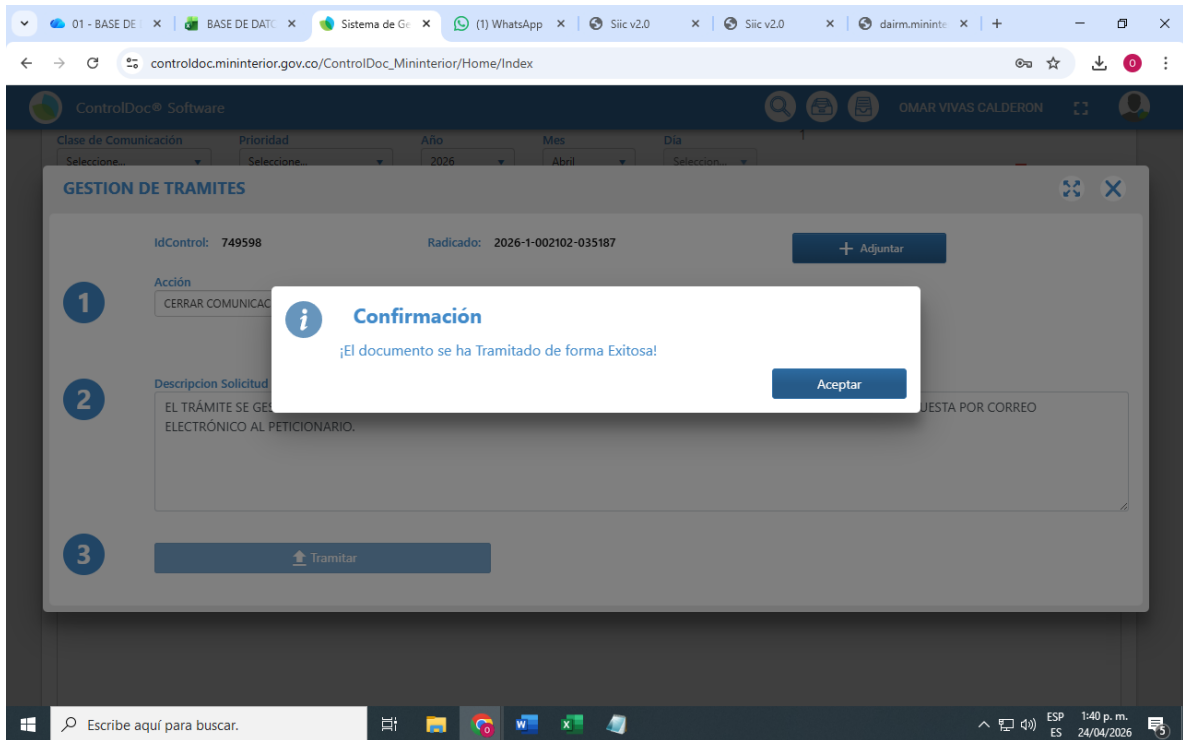 01 - BASE DE
BASE DE DATC
Sistema de Ge
(1) WhatsApp
Siic v2.0
Siic v2.0
dairm.mininte
controldoc.mininterior.gov.co/ControlDoc_Mininterior/Home/Index
O
ControlDoc® Software
OMAR VIVAS CALDERON
Clase de Comunicación Prioridad Año Mes Día 1
Seleccione... Seleccione... 2026 Abril Seleccion...
GESTION DE TRAMITES
IdControl: 749598 Radicado: 2026-1-002102-035187 Adjuntar
1
Acción
CERRAR COMUNICAC
Confirmación
¡El documento se ha Tramitado de forma Exitosa!
Aceptar
2
Descripcion Solicitud
EL TRÁMITE SE GES UESTA POR CORREO
ELECTRÓNICO AL PETICIONARIO.
3
Tramitar
Escribe aquí para buscar.
ESP 1:40 p. m.
ES 24/04/2026
5